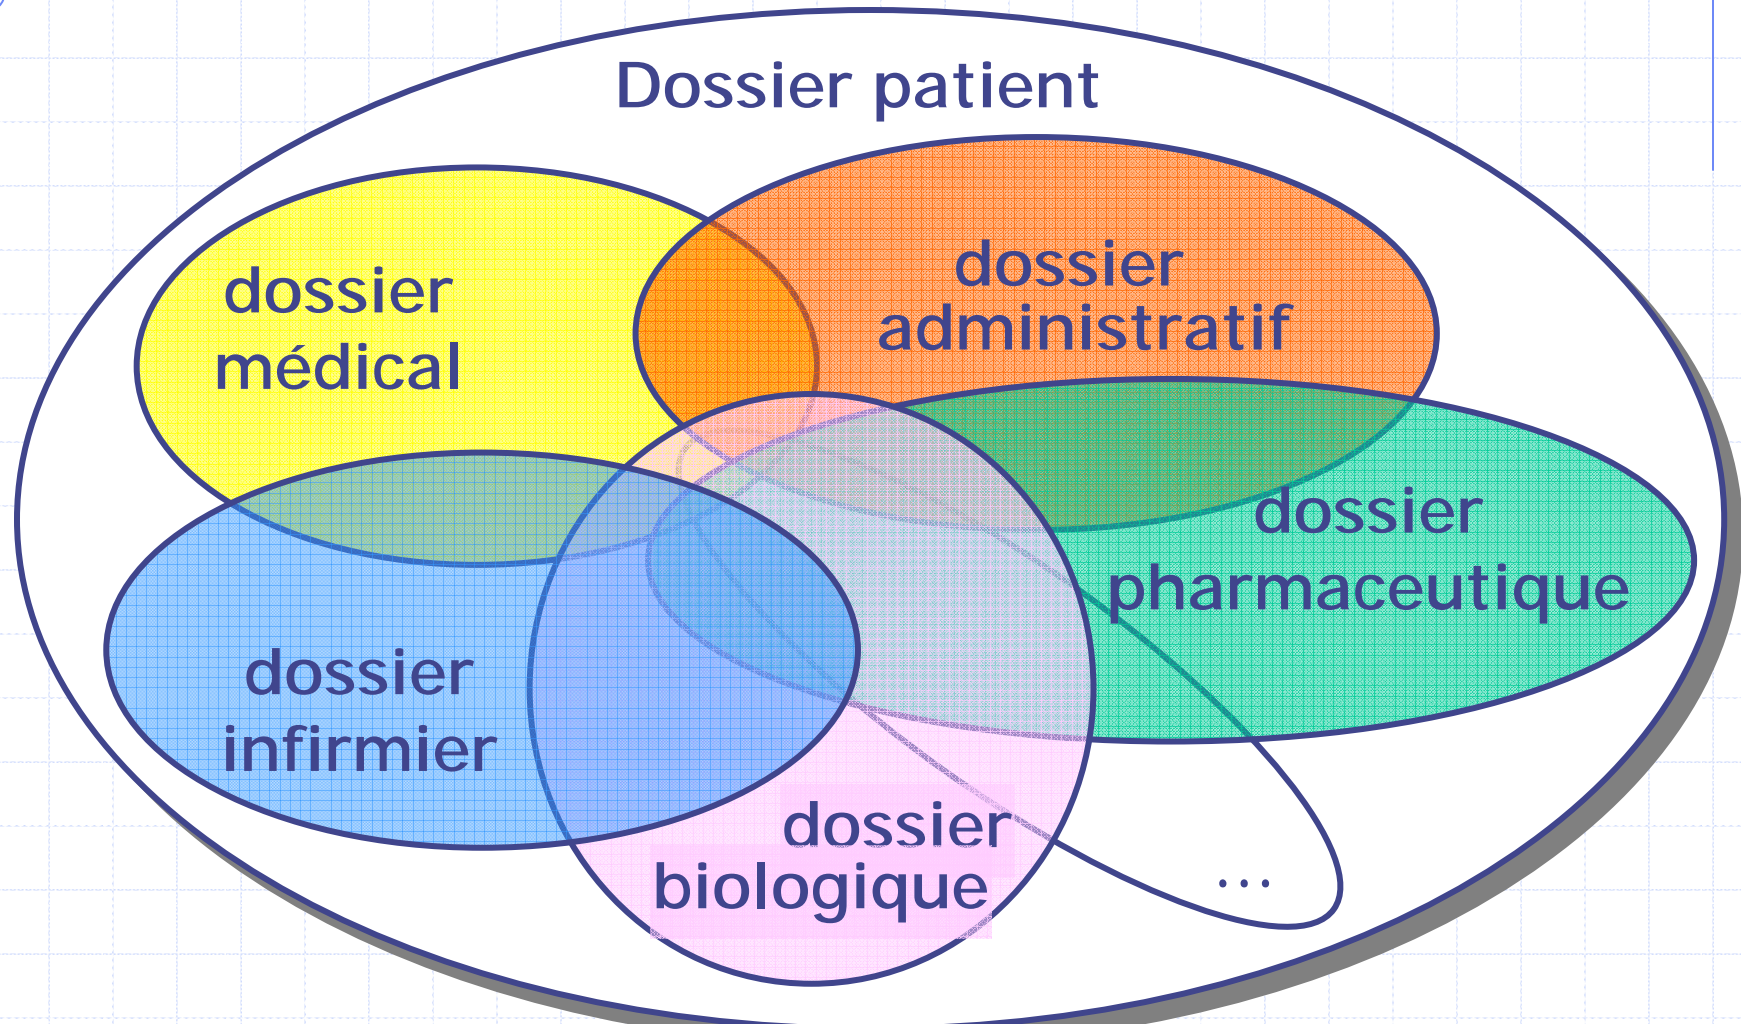 Dossier patient
dossier
médical
dossier
administratif
dossier
pharmaceutique
dossier
infirmier
dossier
biologique
...